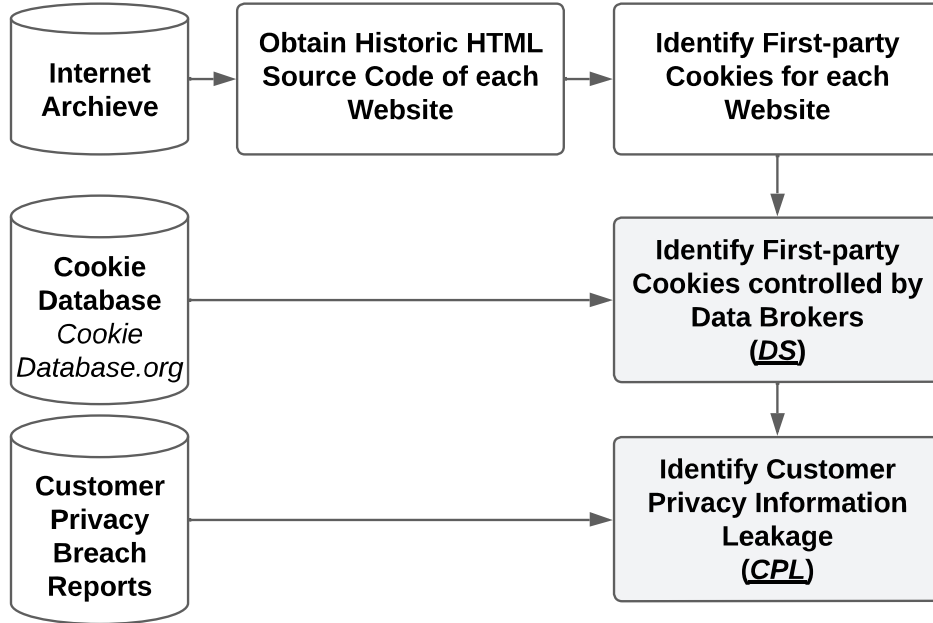 Internet
Archieve
Obtain Historic HTML
Source Code of each
Website
Identify First-party
Cookies for each
Website
Cookie
Database
Cookie
Database.org
Identify First-party
Cookies controlled by
Data Brokers
(DS)
Customer
Privacy
Breach
Reports
Identify Customer
Privacy Information
Leakage
(CPL)